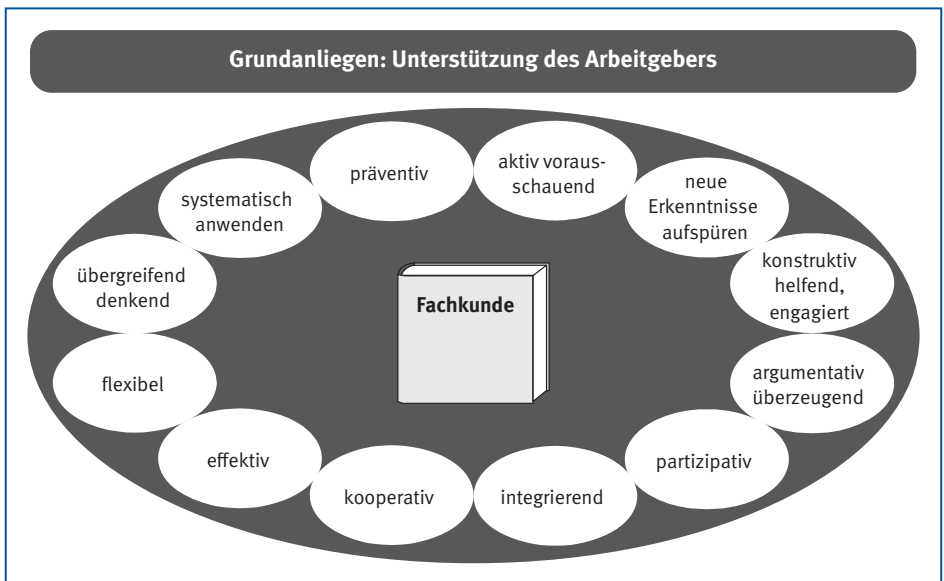 Grundanliegen: Unterstützung des Arbeitgebers
präventiv
aktiv voraus-
schauend
neue
Erkenntnisse
aufspüren
konstruktiv
helfend,
engagiert
argumentativ
überzeugend
partizipativ
integrierend
kooperativ
effektiv
flexibel
übergreifend
denkend
systematisch
anwenden
Fachkunde